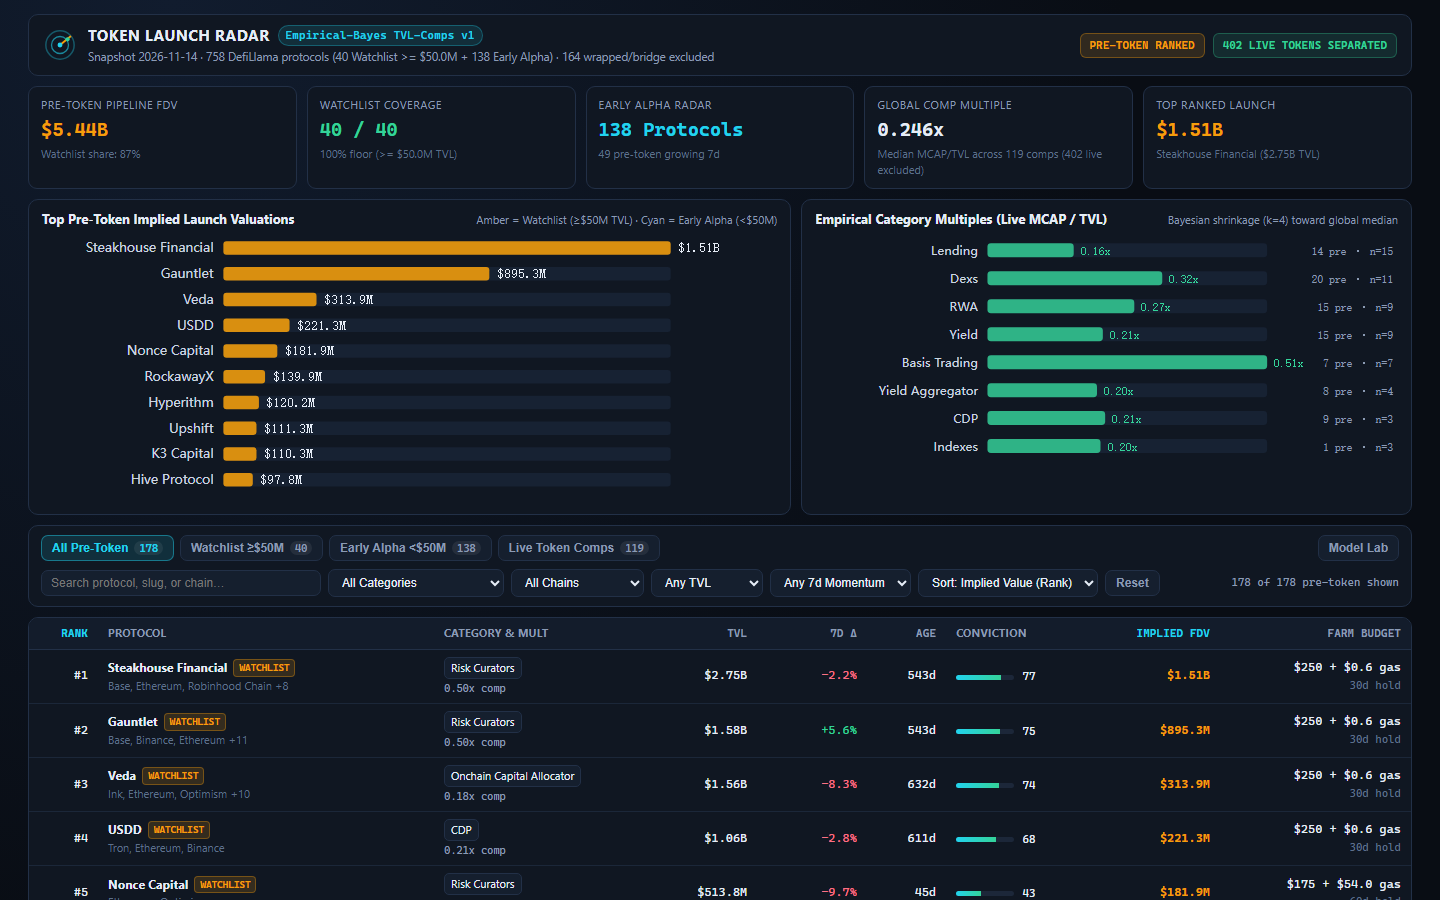 TOKEN LAUNCH RADAR Empirical-Bayes TVL-Comps v1
Snapshot 2026-11-14 · 758 DefiLlama protocols (40 Watchlist >= $50.0M + 138 Early Alpha) · 164 wrapped/bridge excluded
PRE-TOKEN RANKED
402 LIVE TOKENS SEPARATED
PRE-TOKEN PIPELINE FDV
$5.44B
Watchlist share: 87%
WATCHLIST COVERAGE
40 / 40
100% floor (>= $50.0M TVL)
EARLY ALPHA RADAR
138 Protocols
49 pre-token growing 7d
GLOBAL COMP MULTIPLE
0.246x
Median MCAP/TVL across 119 comps (402 live
excluded)
TOP RANKED LAUNCH
$1.51B
Steakhouse Financial ($2.75B TVL)
Top Pre-Token Implied Launch Valuations
Amber = Watchlist (≥$50M TVL) · Cyan = Early Alpha (<$50M)
Steakhouse Financial $1.51B
Gauntlet $895.3M
Veda $313.9M
USDD $221.3M
Nonce Capital $181.9M
RockawayX $139.9M
Hyperithm $120.2M
Upshift $111.3M
K3 Capital $110.3M
Hive Protocol $97.8M
Empirical Category Multiples (Live MCAP / TVL)
Bayesian shrinkage (k=4) toward global median
Lending 0.16x 14 pre · n=15
Dexs 0.32x 20 pre · n=11
RWA 0.27x 15 pre · n=9
Yield 0.21x 15 pre · n=9
Basis Trading 0.51x 7 pre · n=7
Yield Aggregator 0.20x 8 pre · n=4
CDP 0.21x 9 pre · n=3
Indexes 0.20x 1 pre · n=3
All Pre-Token 178 Watchlist ≥$50M 40 Early Alpha <$50M 138 Live Token Comps 119 Model Lab
Search protocol, slug, or chain... All Categories All Chains Any TVL Any 7d Momentum Sort: Implied Value (Rank) Reset 178 of 178 pre-token shown
RANK PROTOCOL CATEGORY & MULT TVL 7D Δ AGE CONVICTION IMPLIED FDV FARM BUDGET
#1 Steakhouse Financial WATCHLIST Risk Curators $2.75B −2.2% 543d 77 $1.51B $250 + $0.6 gas
Base, Ethereum, Robinhood Chain +8 0.50x comp 30d hold
#2 Gauntlet WATCHLIST Risk Curators $1.58B +5.6% 543d 75 $895.3M $250 + $0.6 gas
Base, Binance, Ethereum +11 0.50x comp 30d hold
#3 Veda WATCHLIST Onchain Capital Allocator $1.56B −8.3% 632d 74 $313.9M $250 + $0.6 gas
Ink, Ethereum, Optimism +10 0.18x comp 30d hold
#4 USDD WATCHLIST CDP $1.06B −2.8% 611d 68 $221.3M $250 + $0.6 gas
Tron, Ethereum, Binance 0.21x comp 30d hold
#5 Nonce Capital WATCHLIST Risk Curators $513.8M −9.7% 45d 43 $181.9M $175 + $54.0 gas